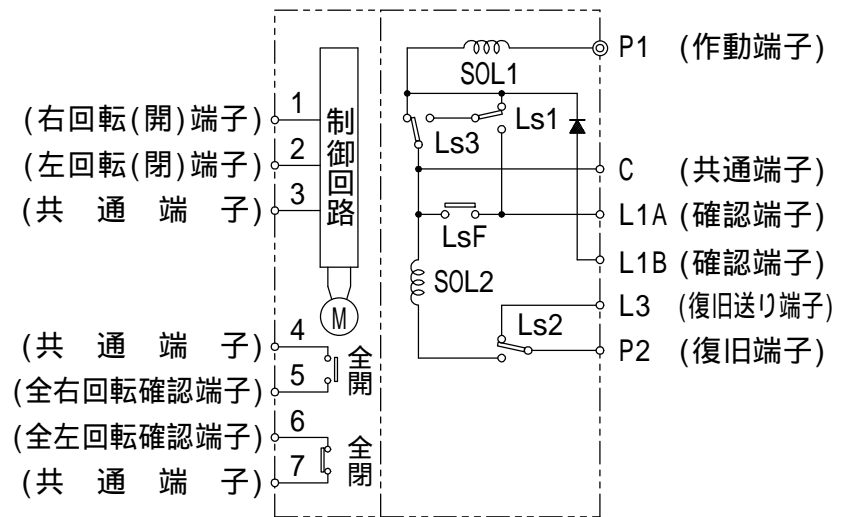 (右回転(開)端子) 1
(左回転(閉)端子) 2
(共通端子) 3
制御回路
M
(共通端子) 4
(全右回転確認端子) 5
全開
(全左回転確認端子) 6
(共通端子) 7
全閉
SOL1
Ls1
Ls3
LsF
SOL2
Ls2
P1 (作動端子)
C (共通端子)
L1A (確認端子)
L1B (確認端子)
L3 (復旧送り端子)
P2 (復旧端子)